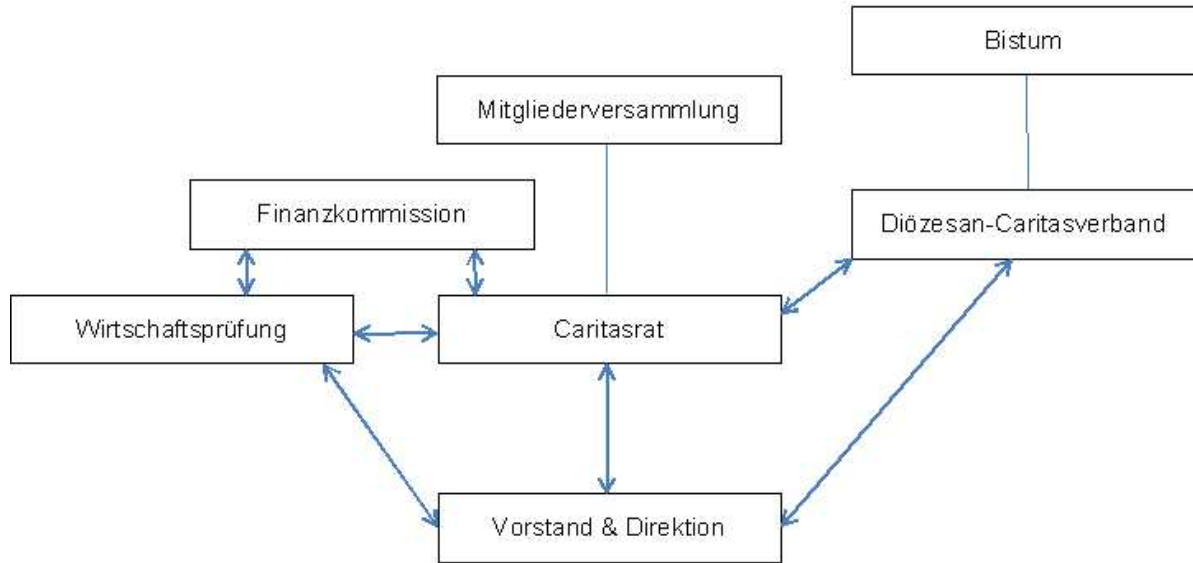 Bistum
Mitgliederversammlung
Finanzkommission
Diözesan-Caritasverband
Wirtschaftsprüfung
Caritasrat
Vorstand & Direktion